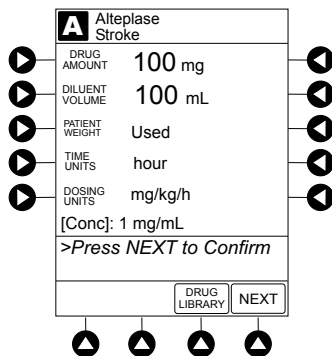 A Alteplase
Stroke
DRUG
AMOUNT 100 mg
DILUENT
VOLUME 100 mL
PATIENT
WEIGHT Used
TIME
UNITS hour
DOSING
UNITS mg/kg/h
[Conc]: 1 mg/mL
>Press NEXT to Confirm
DRUG
LIBRARY NEXT